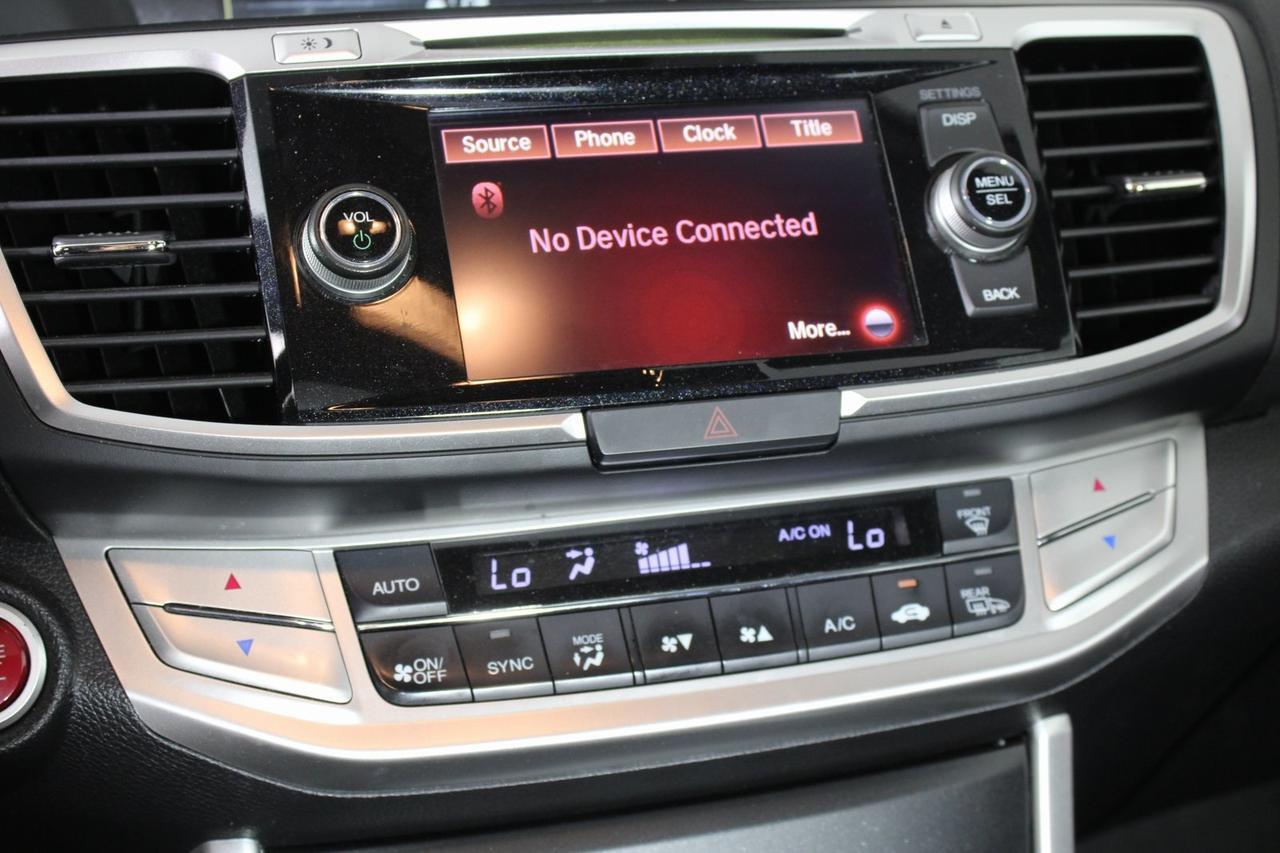 SETTINGS
DISP
Source Phone Clock Title
VOL
MENU
SEL
No Device Connected
BACK
More...
Lo A/C ON Lo
FRONT
AUTO
ON/
OFF
SYNC
MODE
A/C
REAR